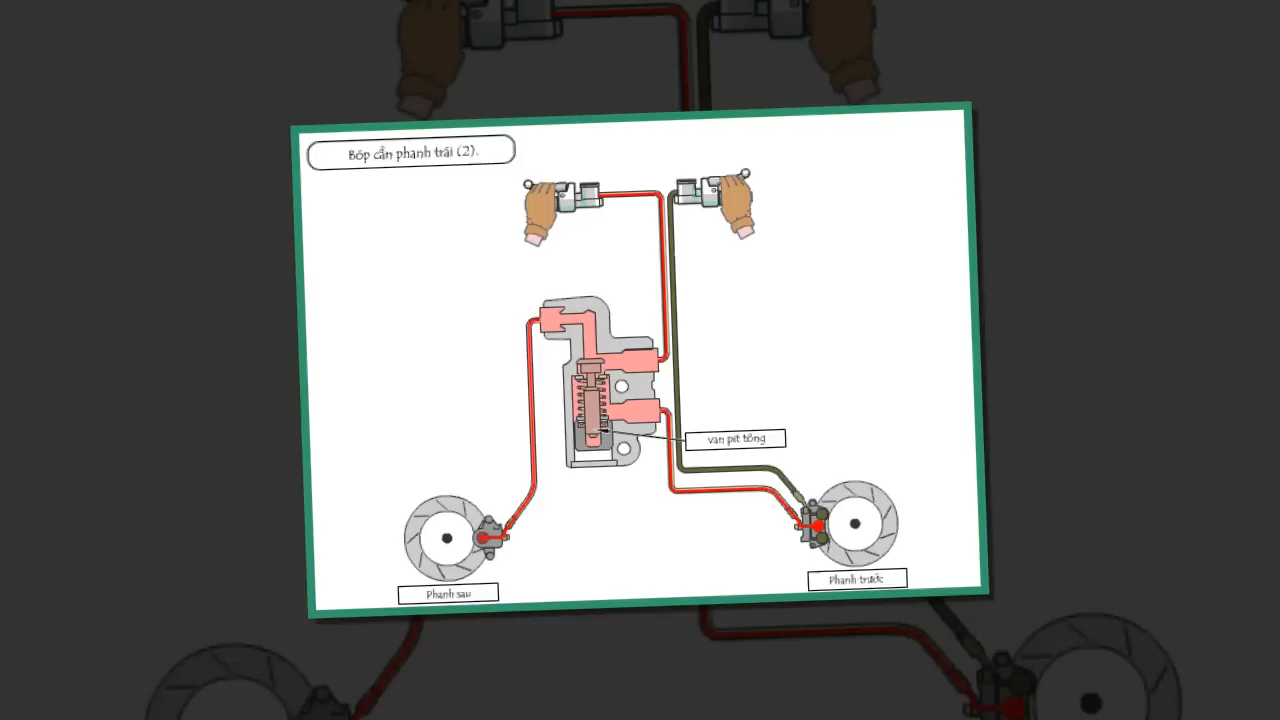 Bóp cần phanh trái (2).
van pít tông
Phanh sau
Phanh trước